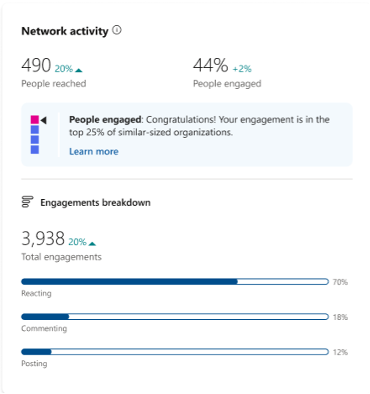 Network activity
490 20%
44% +2%
People reached
People engaged
People engaged: Congratulations! Your engagement is in the
top 25% of similar-sized organizations.
Learn more
Engagements breakdown
3,938 20%
Total engagements
70%
Reacting
18%
Commenting
12%
Posting